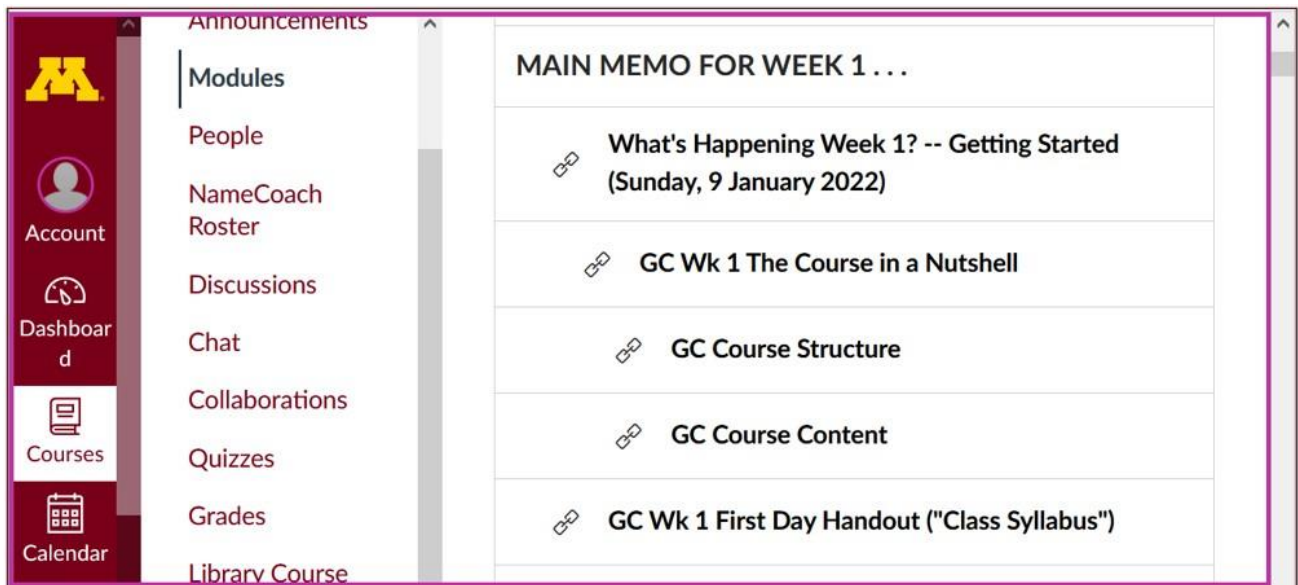 M
Account
Dashboar
d
Courses
Calendar
Announcements
Modules
People
NameCoach
Roster
Discussions
Chat
Collaborations
Quizzes
Grades
Library Course
MAIN MEMO FOR WEEK 1 . . .
What's Happening Week 1? -- Getting Started
(Sunday, 9 January 2022)
GC Wk 1 The Course in a Nutshell
GC Course Structure
GC Course Content
GC Wk 1 First Day Handout ("Class Syllabus")